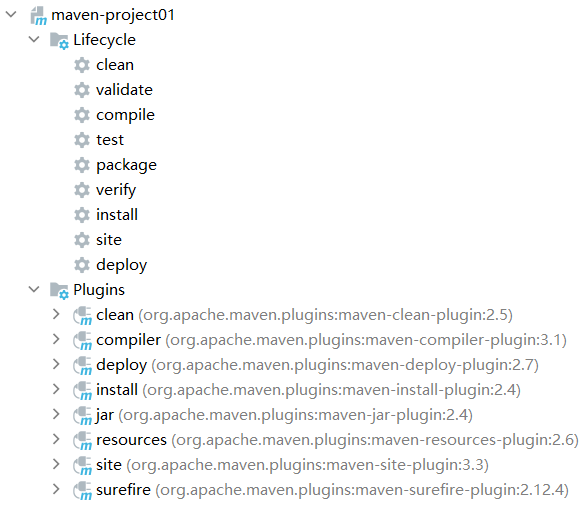 maven-project01
Lifecycle
clean
validate
compile
test
package
verify
install
site
deploy
Plugins
clean (org.apache.maven.plugins:maven-clean-plugin:2.5)
compiler (org.apache.maven.plugins:maven-compiler-plugin:3.1)
deploy (org.apache.maven.plugins:maven-deploy-plugin:2.7)
install (org.apache.maven.plugins:maven-install-plugin:2.4)
jar (org.apache.maven.plugins:maven-jar-plugin:2.4)
resources (org.apache.maven.plugins:maven-resources-plugin:2.6)
site (org.apache.maven.plugins:maven-site-plugin:3.3)
surefire (org.apache.maven.plugins:maven-surefire-plugin:2.12.4)